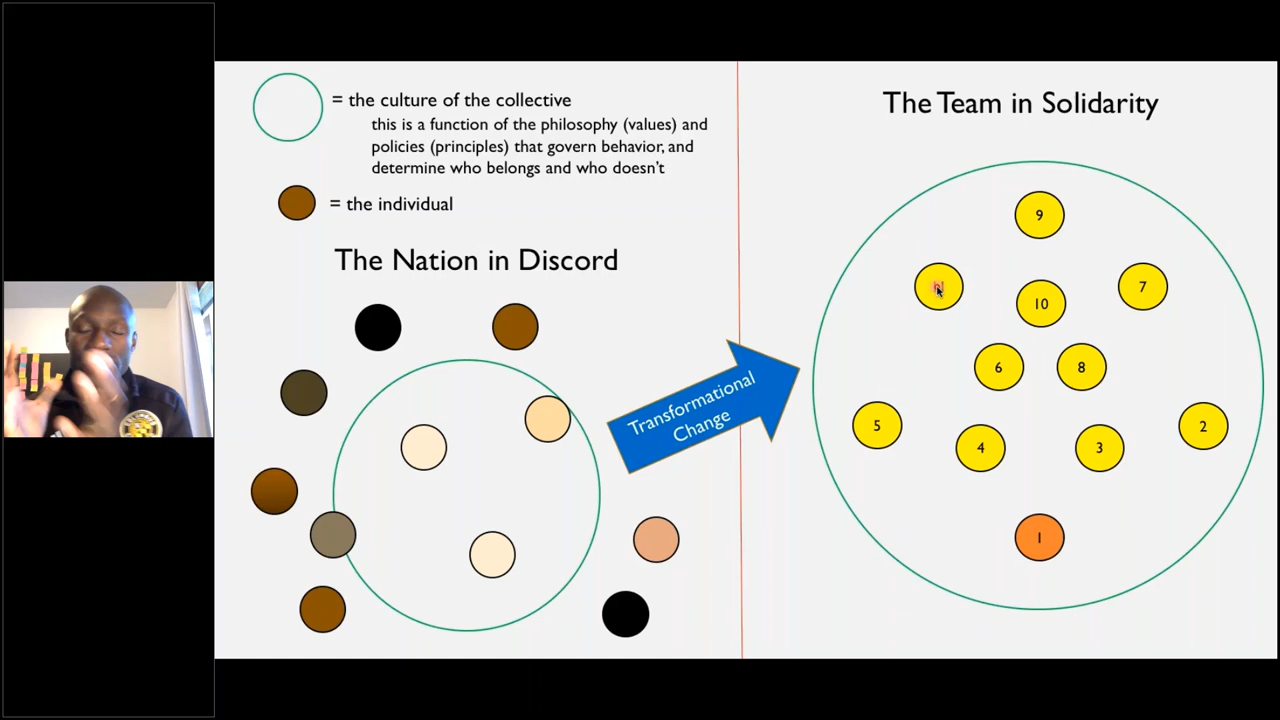 = the culture of the collective
this is a function of the philosophy (values) and
policies (principles) that govern behavior, and
determine who belongs and who doesn't
= the individual
The Nation in Discord
Transformational
Change
The Team in Solidarity
9
7
10
6
8
5
2
4
3
1